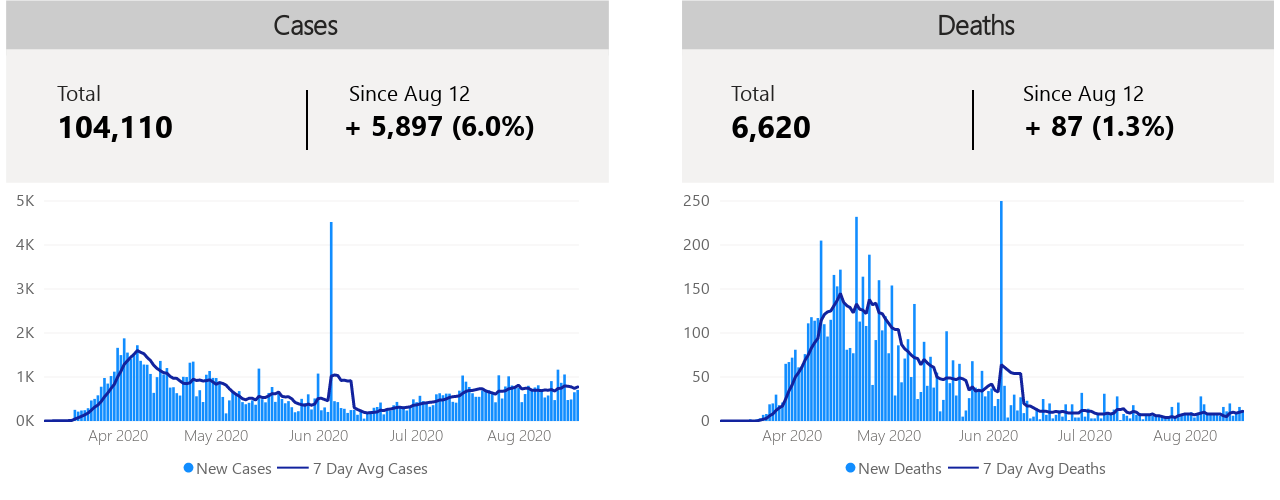 Cases
Total
104,110
Since Aug 12
+ 5,897 (6.0%)
5K
4K
3K
2K
1K
0K
Apr 2020 May 2020 Jun 2020 Jul 2020 Aug 2020
New Cases 7 Day Avg Cases
Deaths
Total
6,620
Since Aug 12
+ 87 (1.3%)
250
200
150
100
50
0
Apr 2020 May 2020 Jun 2020 Jul 2020 Aug 2020
New Deaths 7 Day Avg Deaths